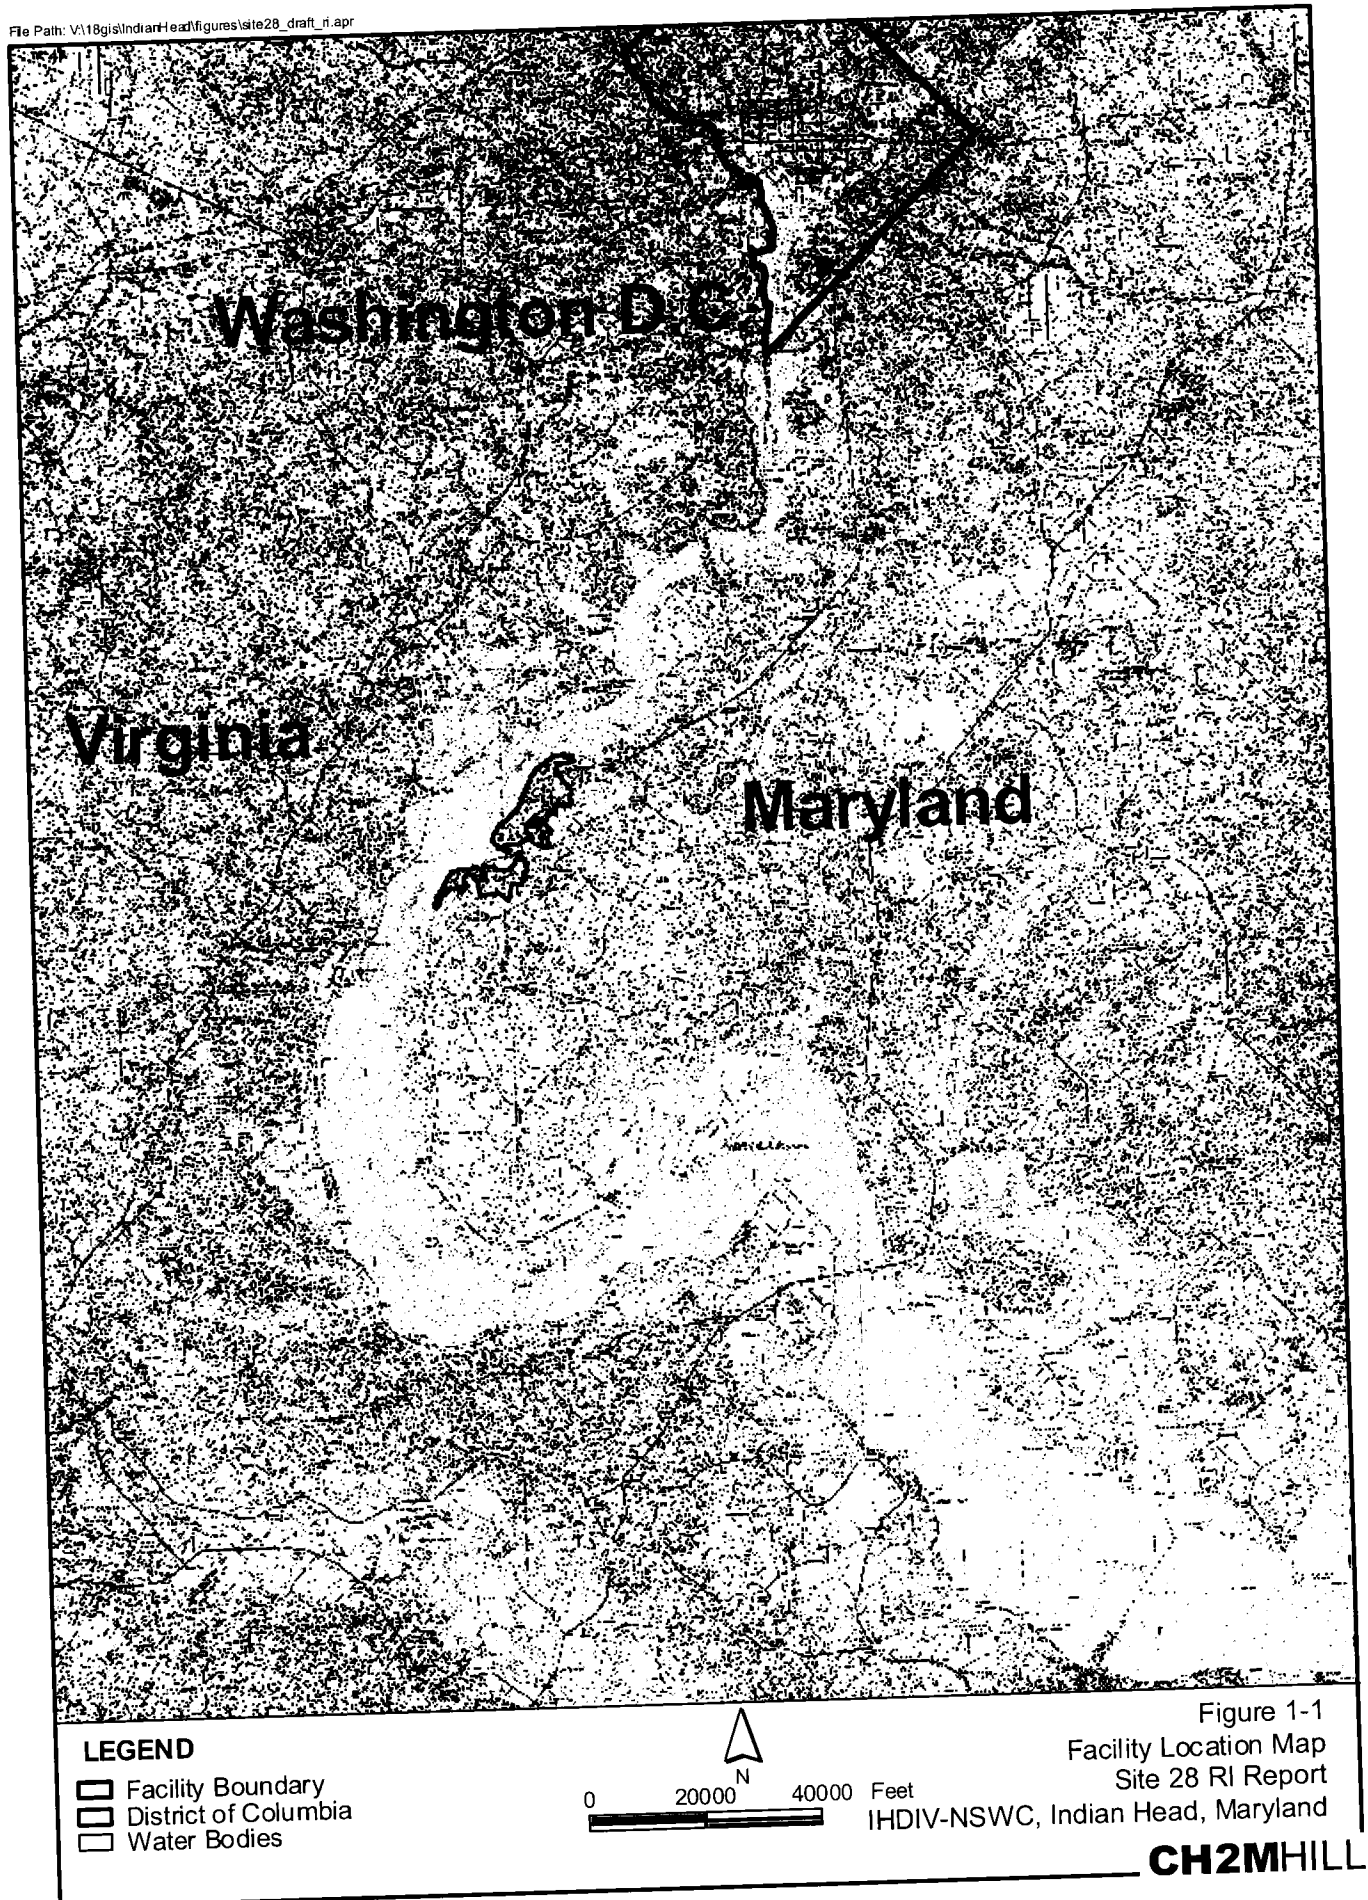 File Path: V:\18gis\IndianHead\figures\site28_draft_ri.apr
Washington D.C.
Virginia
Maryland
LEGEND
Facility Boundary
District of Columbia
Water Bodies
N
0 20000 40000 Feet
Figure 1-1
Facility Location Map
Site 28 RI Report
IHDIV-NSWC, Indian Head, Maryland
CH2MHILL